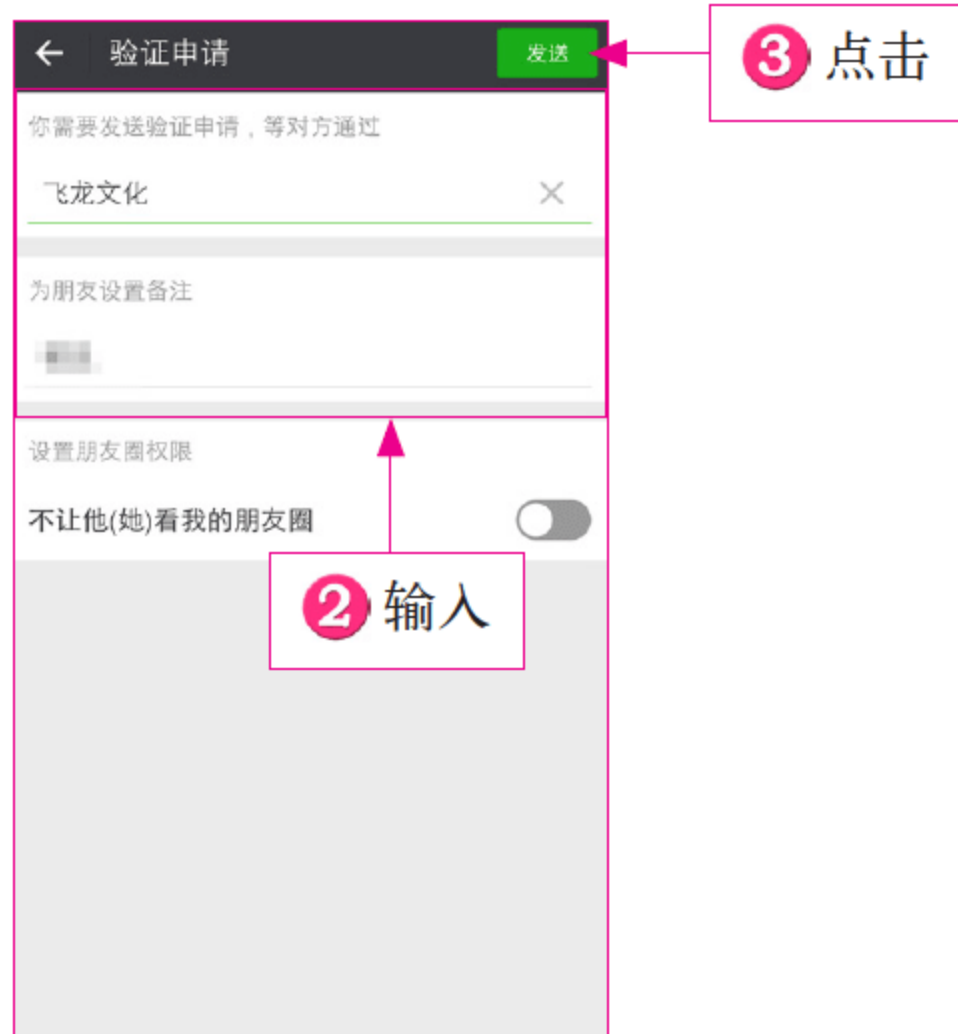 验证申请
发送
❸点击
你需要发送验证申请，等对方通过
飞龙文化
为朋友设置备注
设置朋友圈权限
不让他(她)看我的朋友圈
❷输入